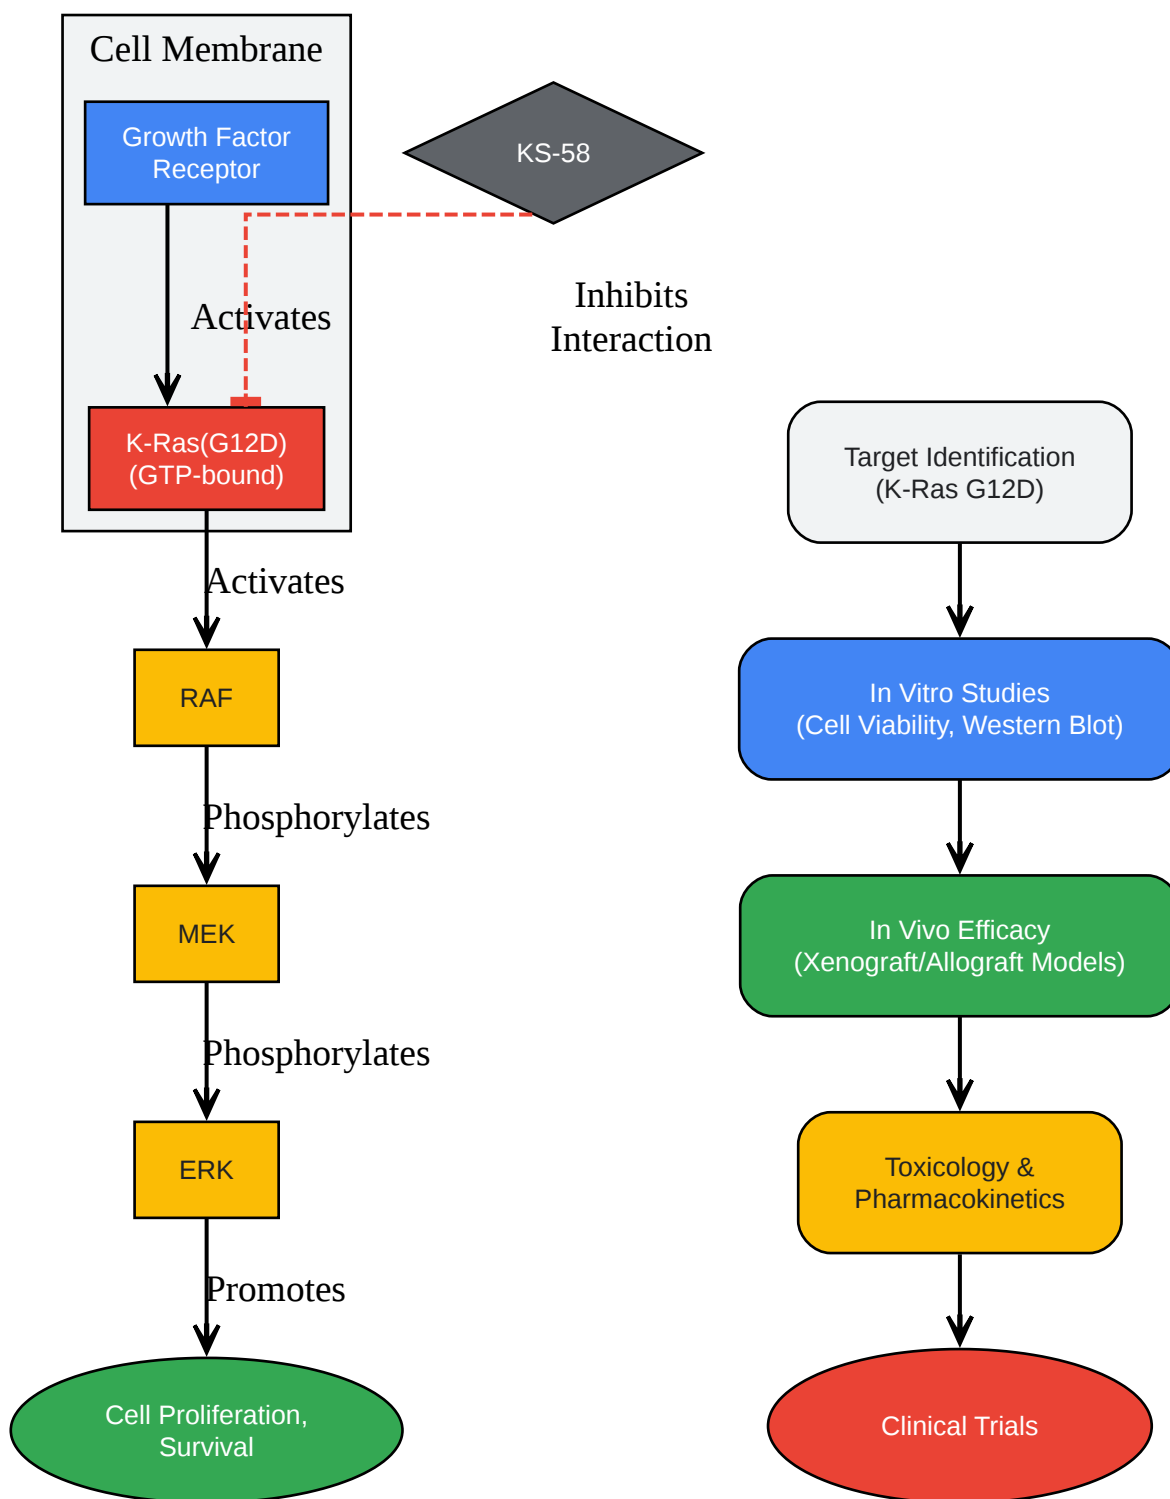 Cell Membrane
Growth Factor
Receptor
KS-58
Activates
Inhibits
Interaction
K-Ras(G12D)
(GTP-bound)
Activates
RAF
Phosphorylates
MEK
Phosphorylates
ERK
Promotes
Cell Proliferation,
Survival
Target Identification
(K-Ras G12D)
In Vitro Studies
(Cell Viability, Western Blot)
In Vivo Efficacy
(Xenograft/Allograft Models)
Toxicology &
Pharmacokinetics
Clinical Trials